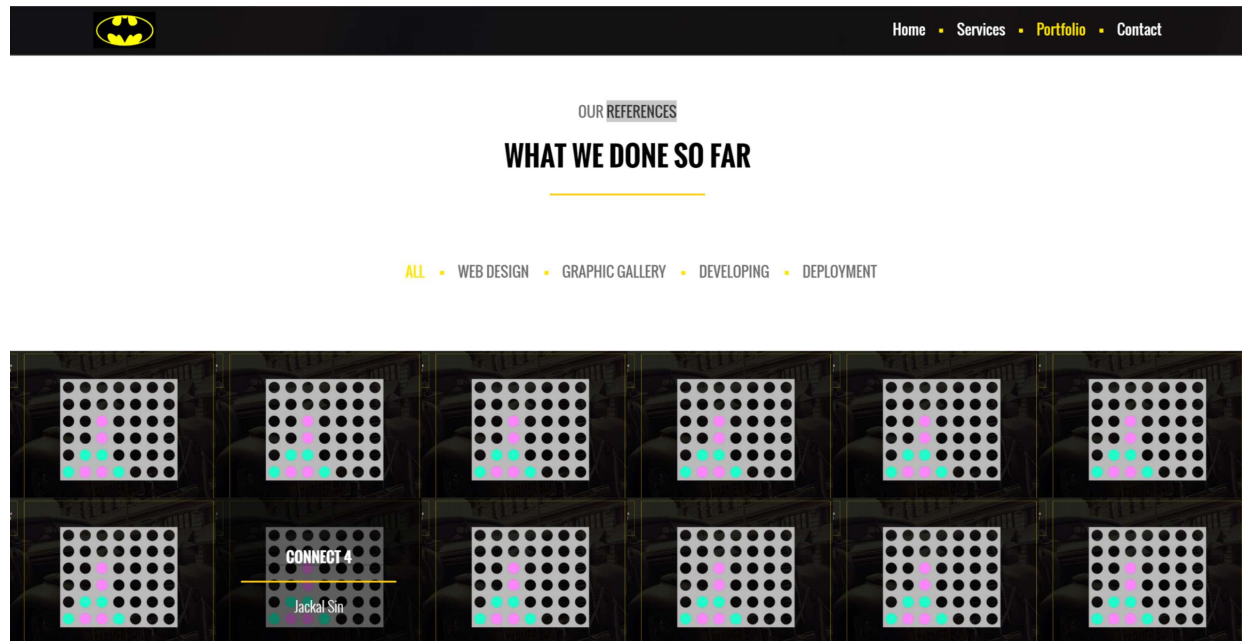 Home Services Portfolio Contact
OUR REFERENCES
WHAT WE DONE SO FAR
ALL WEB DESIGN GRAPHIC GALLERY DEVELOPING DEPLOYMENT
CONNECT 4
Jackal Sin